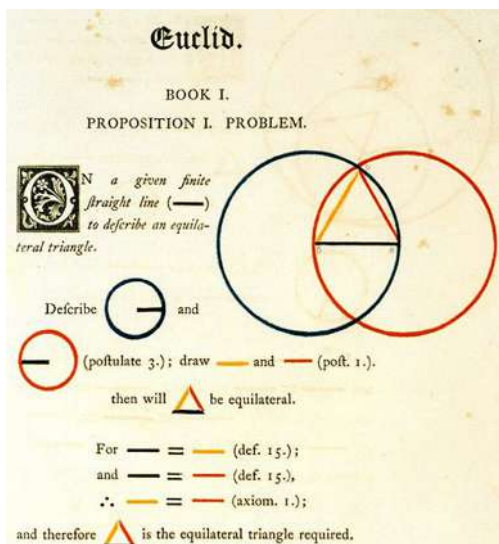 Euclid.
BOOK I.
PROPOSITION I. PROBLEM.
ON a given finite
ſtraight line (—)
to deſcribe an equila-
teral triangle.
Deſcribe and
(poſtulate 3.); draw — and — (poſt. 1.).
then will be equilateral.
For — = — (def. 15.);
and — = — (def. 15.),
∴ — = — (axiom. 1.);
and therefore is the equilateral triangle required.